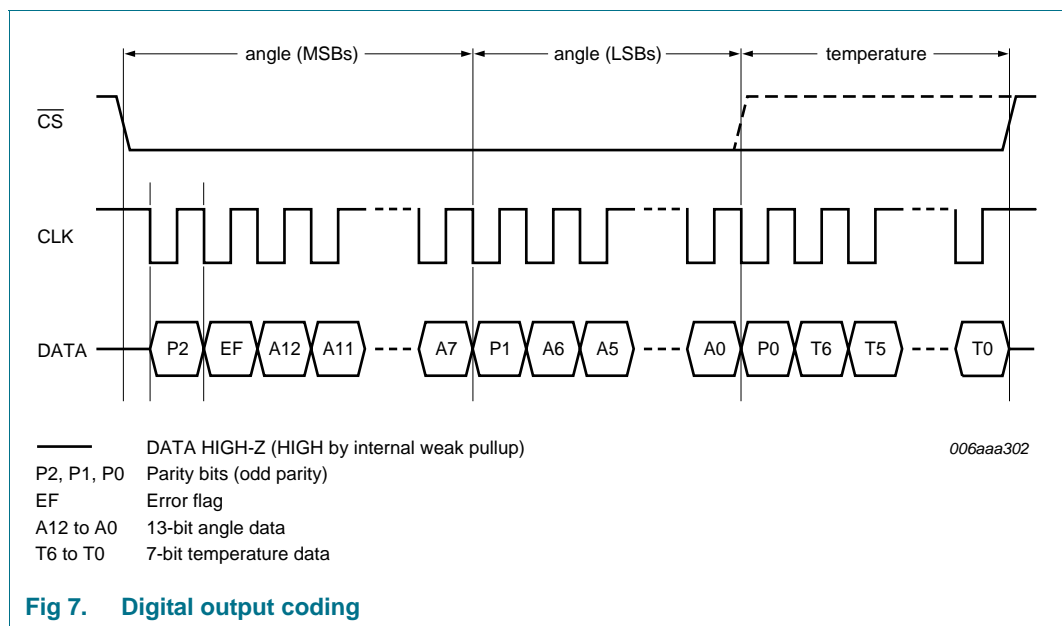 angle (MSBs) angle (LSBs) temperature
CS
CLK
DATA P2 EF A12 A11 A7 P1 A6 A5 A0 P0 T6 T5 T0
DATA HIGH-Z (HIGH by internal weak pullup) 006aaa302
P2, P1, P0 Parity bits (odd parity)
EF Error flag
A12 to A0 13-bit angle data
T6 to T0 7-bit temperature data
Fig 7. Digital output coding